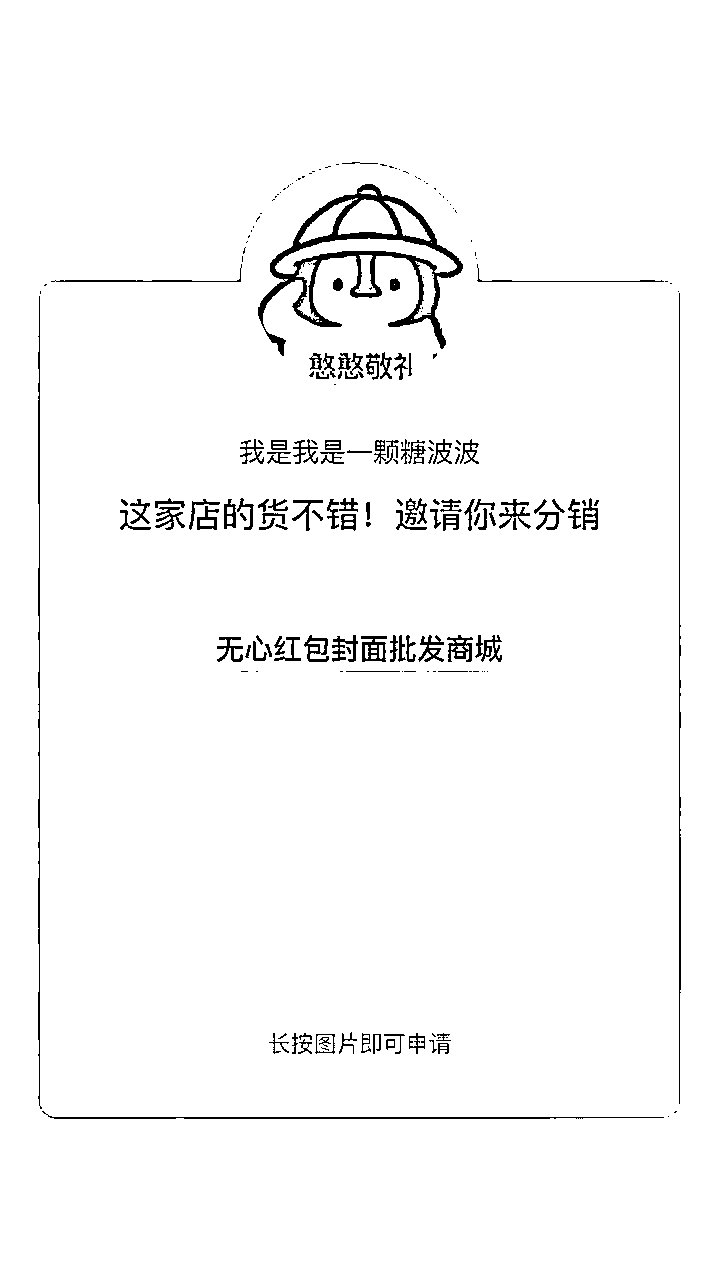 憨憨敬礼
我是我是一颗糖波波
这家店的货不错！邀请你来分销
无心红包封面批发商城
长按图片即可申请